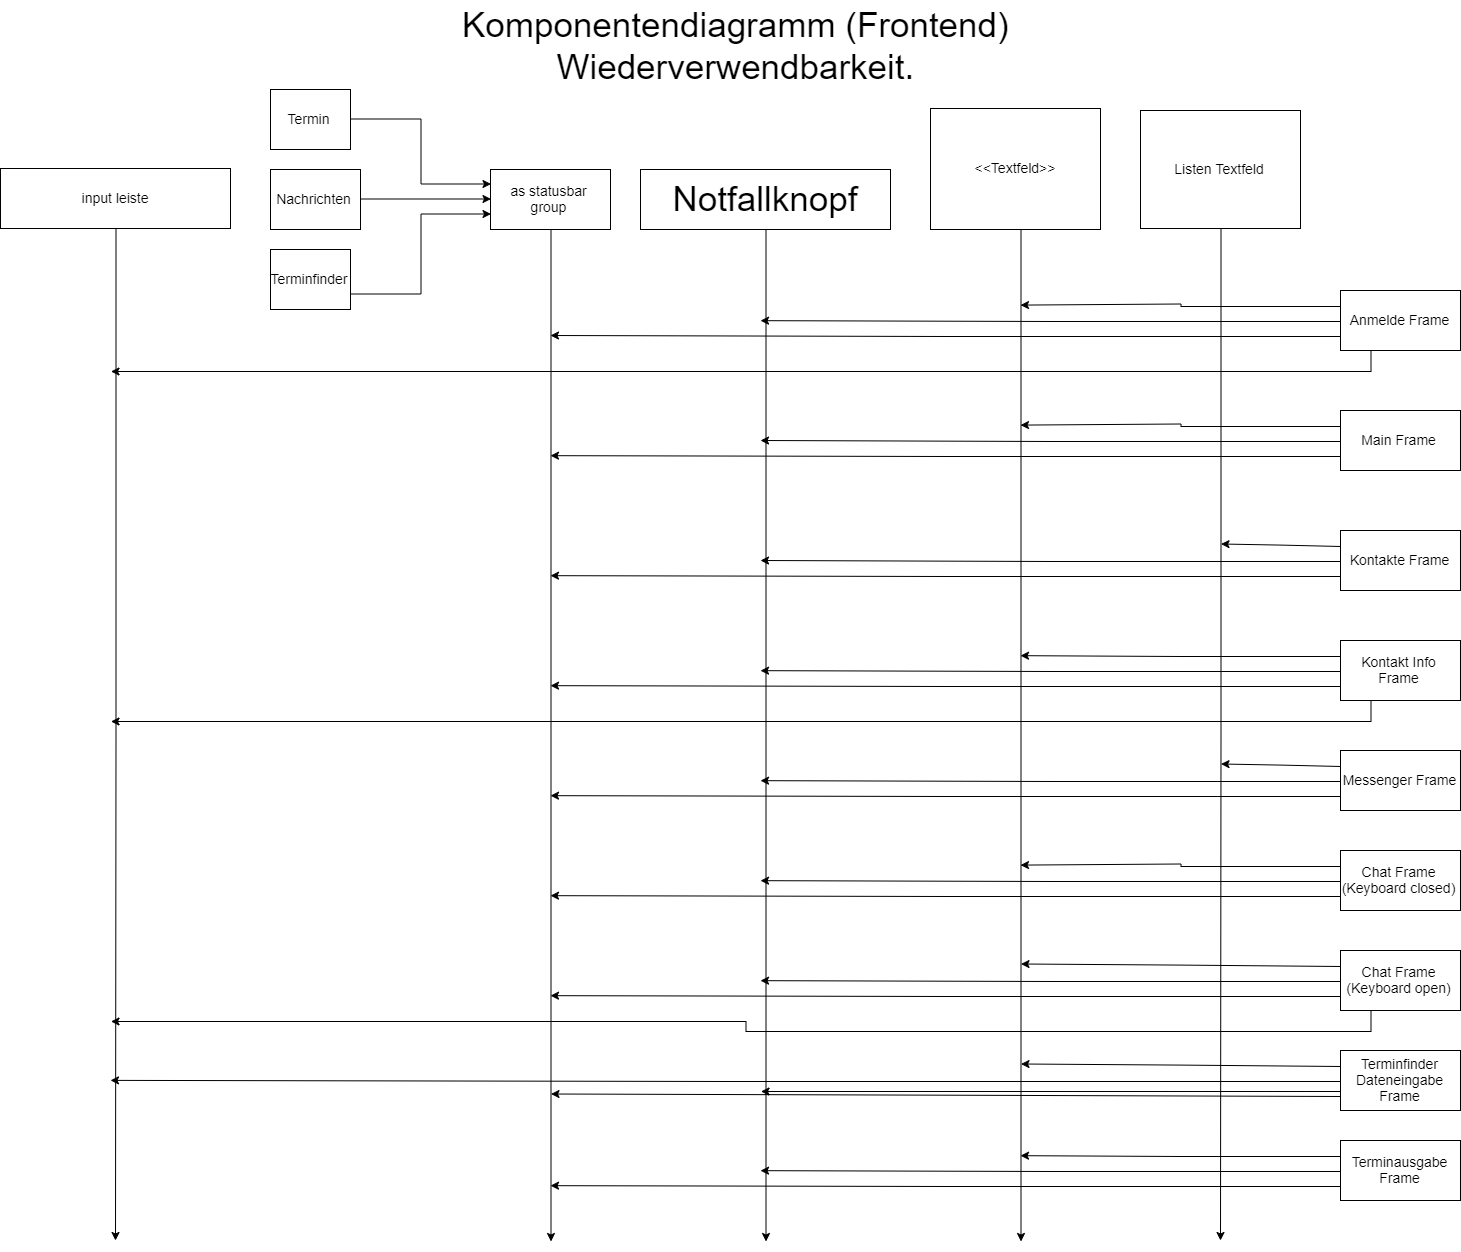 Komponentendiagramm (Frontend)
Wiederverwendbarkeit.
Termin
input leiste
Nachrichten
as statusbar
group
Notfallknopf
<<Textfeld>>
Listen Textfeld
Terminfinder
Anmelde Frame
Main Frame
Kontakte Frame
Kontakt Info
Frame
Messenger Frame
Chat Frame
(Keyboard closed)
Chat Frame
(Keyboard open)
Terminfinder
Dateneingabe
Frame
Terminausgabe
Frame